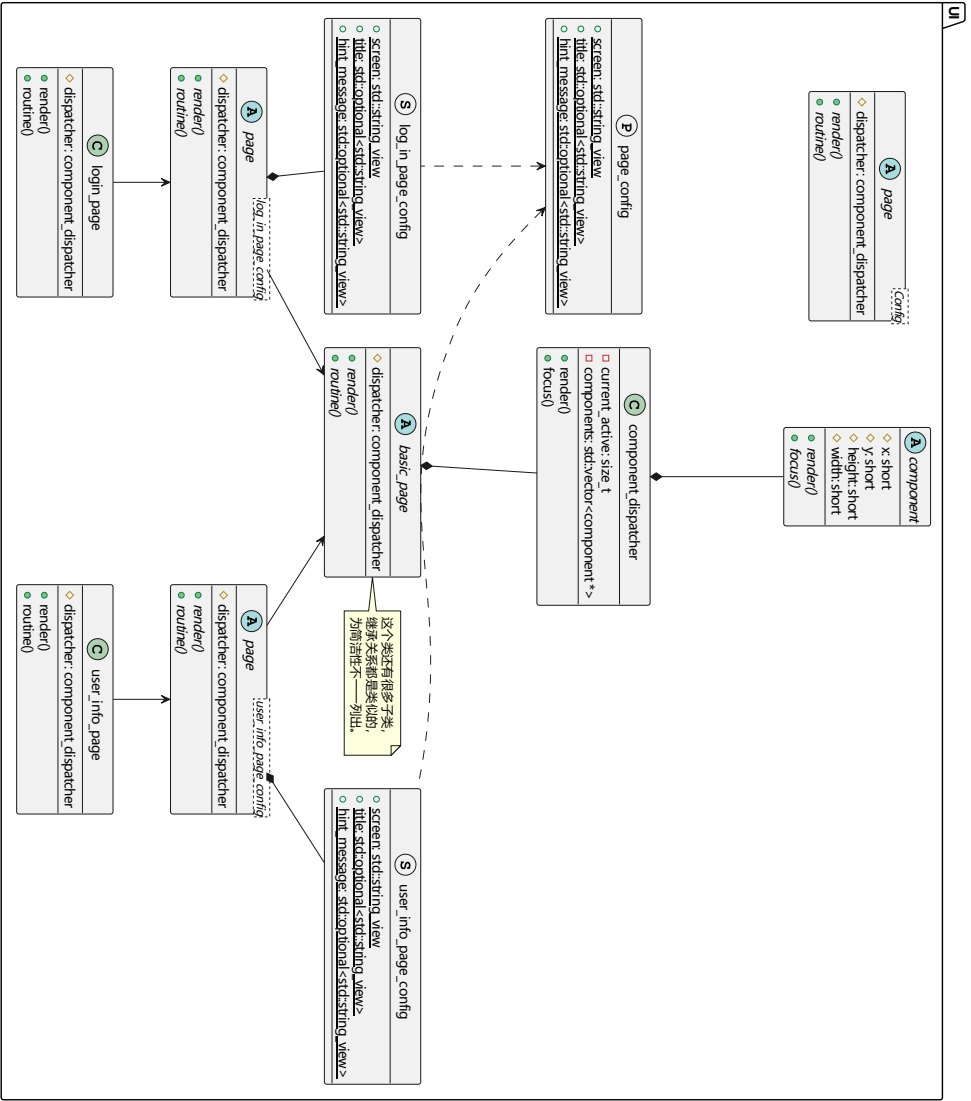 UI
Config
A page
dispatcher: component_dispatcher
render()
routine()
A component
x: short
y: short
height: short
width: short
render()
focus()
P page_config
screen: std::string_view
title: std::optional<std::string_view>
hint_message: std::optional<std::string_view>
C component_dispatcher
current_active: size_t
components: std::vector<component *>
render()
focus()
S log_in_page_config
screen: std::string_view
title: std::optional<std::string_view>
hint_message: std::optional<std::string_view>
A basic_page
dispatcher: component_dispatcher
render()
routine()
这个类还有很多子类，
继承关系都是类似的，
为简洁性不一一列出。
S user_info_page_config
screen: std::string_view
title: std::optional<std::string_view>
hint_message: std::optional<std::string_view>
log_in_page_config
A page
dispatcher: component_dispatcher
render()
routine()
user_info_page_config
A page
dispatcher: component_dispatcher
render()
routine()
C login_page
dispatcher: component_dispatcher
render()
routine()
C user_info_page
dispatcher: component_dispatcher
render()
routine()